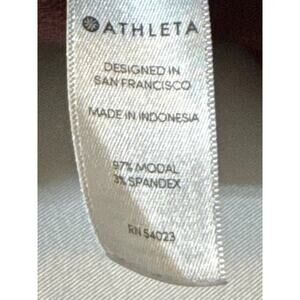 ATHLETA
DESIGNED IN
SAN FRANCISCO
MADE IN INDONESIA
97% MODAL
3% SPANDEX
RN 54023